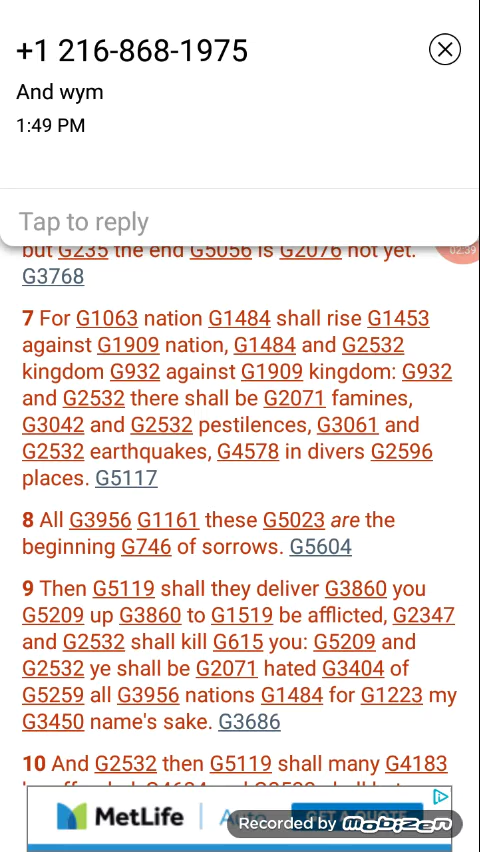 +1 216-868-1975
And wym
1:49 PM
Tap to reply
but G235 the end G5056 is G2076 not yet.
02:39
G3768
7 For G1063 nation G1484 shall rise G1453
against G1909 nation, G1484 and G2532
kingdom G932 against G1909 kingdom: G932
and G2532 there shall be G2071 famines,
G3042 and G2532 pestilences, G3061 and
G2532 earthquakes, G4578 in divers G2596
places. G5117
8 All G3956 G1161 these G5023 are the
beginning G746 of sorrows. G5604
9 Then G5119 shall they deliver G3860 you
G5209 up G3860 to G1519 be afflicted, G2347
and G2532 shall kill G615 you: G5209 and
G2532 ye shall be G2071 hated G3404 of
G5259 all G3956 nations G1484 for G1223 my
G3450 name's sake. G3686
10 And G2532 then G5119 shall many G4183
MetLife
Recorded by mobizen